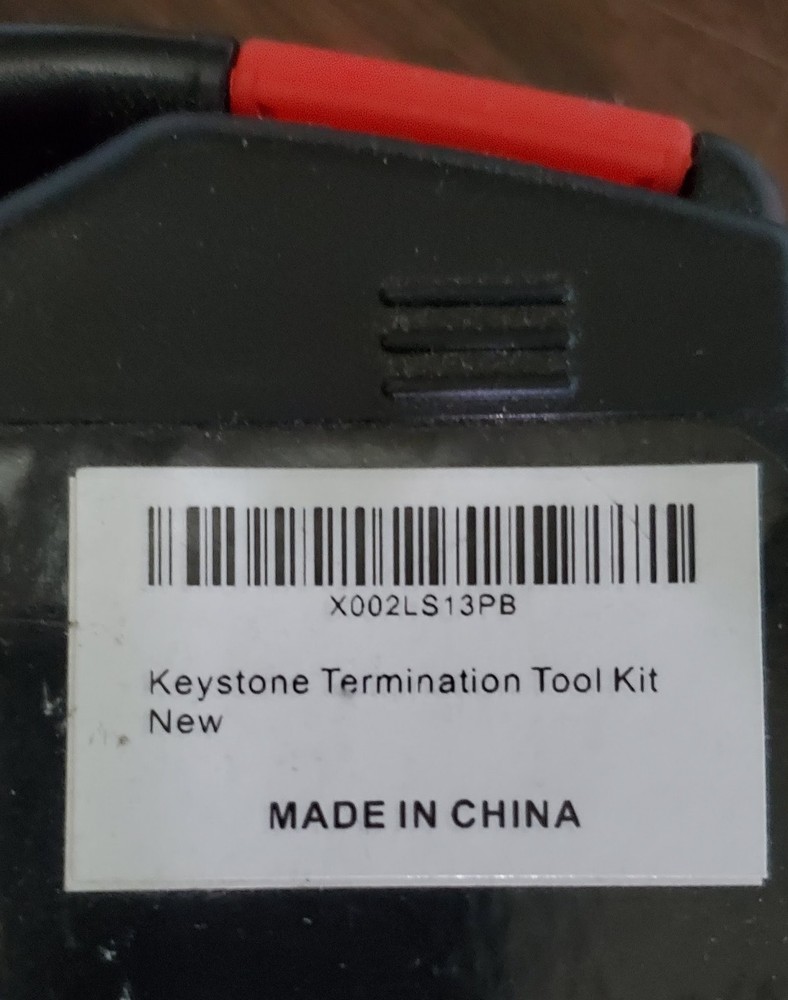 X002LS13PB
Keystone Termination Tool Kit
New
MADE IN CHINA